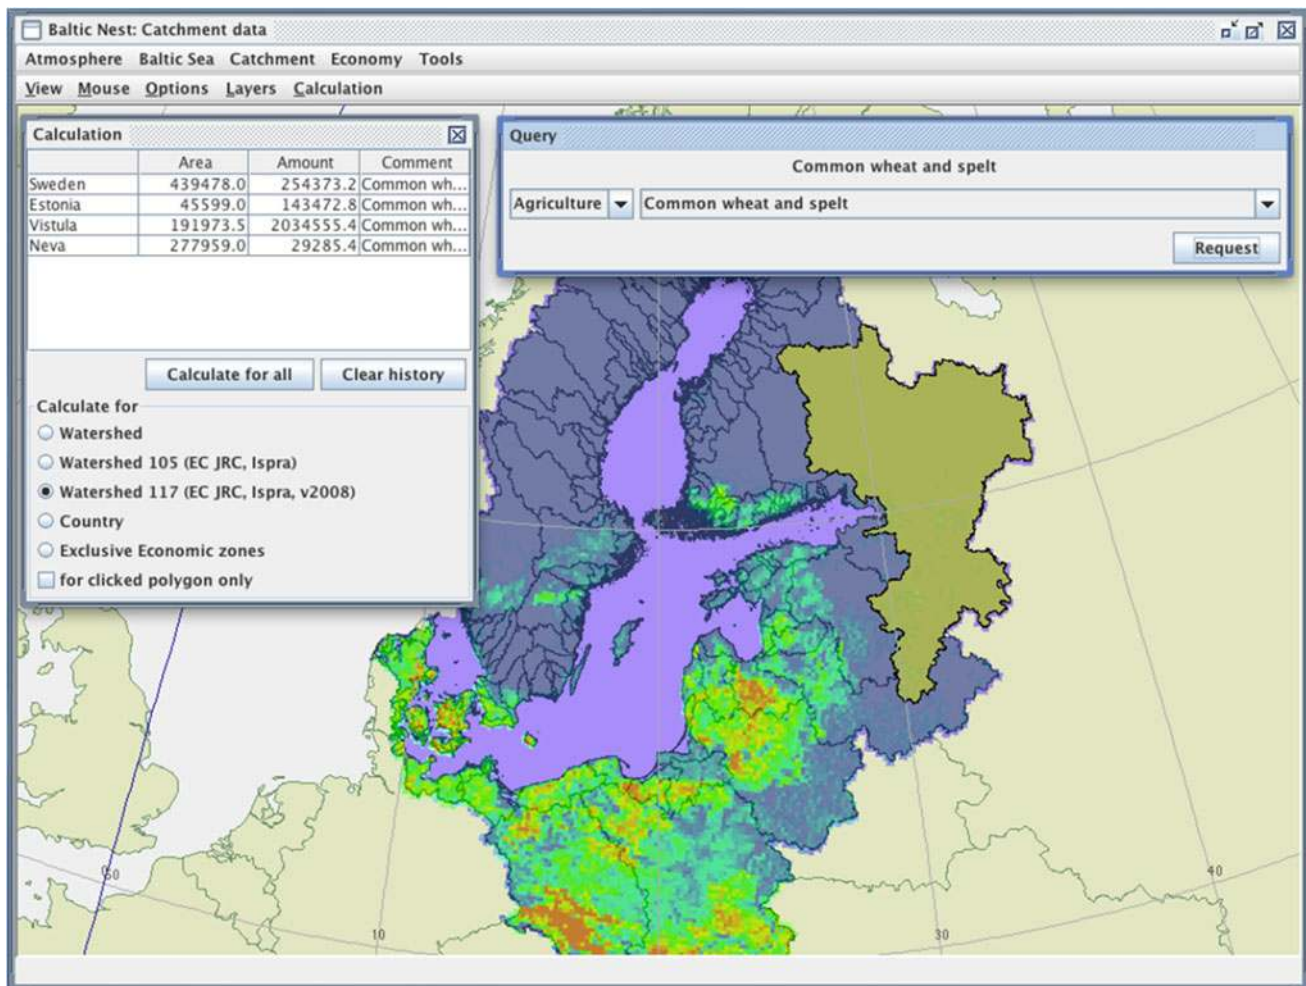 Baltic Nest: Catchment data
Atmosphere Baltic Sea Catchment Economy Tools
View Mouse Options Layers Calculation
Calculation
Area Amount Comment
Sweden 439478.0 254373.2 Common wh...
Estonia 45599.0 143472.8 Common wh...
Vistula 191973.5 2034555.4 Common wh...
Neva 277959.0 29285.4 Common wh...
Calculate for all Clear history
Calculate for
Watershed
Watershed 105 (EC JRC, Ispra)
Watershed 117 (EC JRC, Ispra, v2008)
Country
Exclusive Economic zones
for clicked polygon only
Query
Common wheat and spelt
Agriculture Common wheat and spelt
Request
50
40
10
30